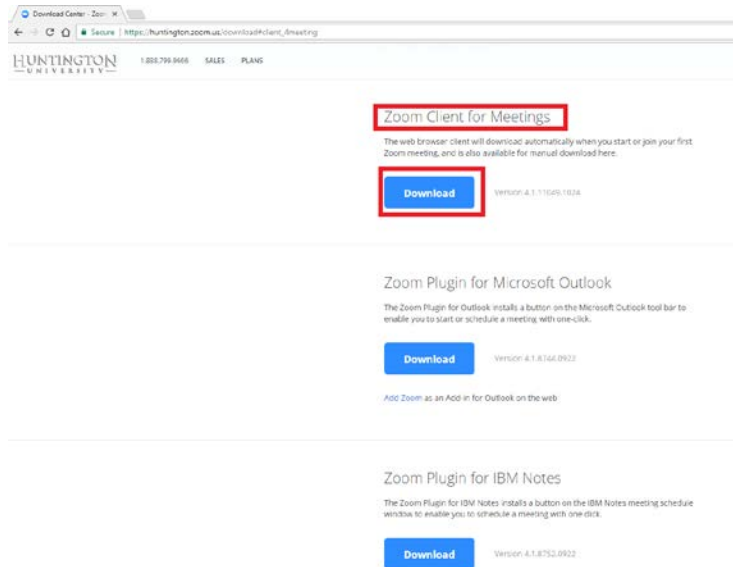 Download Center - Zoom
Secure | https://huntington.zoom.us/download#client_4meeting
HUNTINGTON
UNIVERSITY
1.888.799.9666 SALES PLANS
Zoom Client for Meetings
The web browser client will download automatically when you start or join your first
Zoom meeting, and is also available for manual download here.
Download Version 4.1.11049.1024
Zoom Plugin for Microsoft Outlook
The Zoom Plugin for Outlook installs a button on the Microsoft Outlook tool bar to
enable you to start or schedule a meeting with one-click.
Download Version
Add Zoom as an Add-in for Outlook on the web
Zoom Plugin for IBM Notes
The Zoom Plugin for IBM Notes installs a button on the IBM Notes meeting schedule
window to enable you to schedule a meeting with one click.
Download Version 4.1.8752.0922